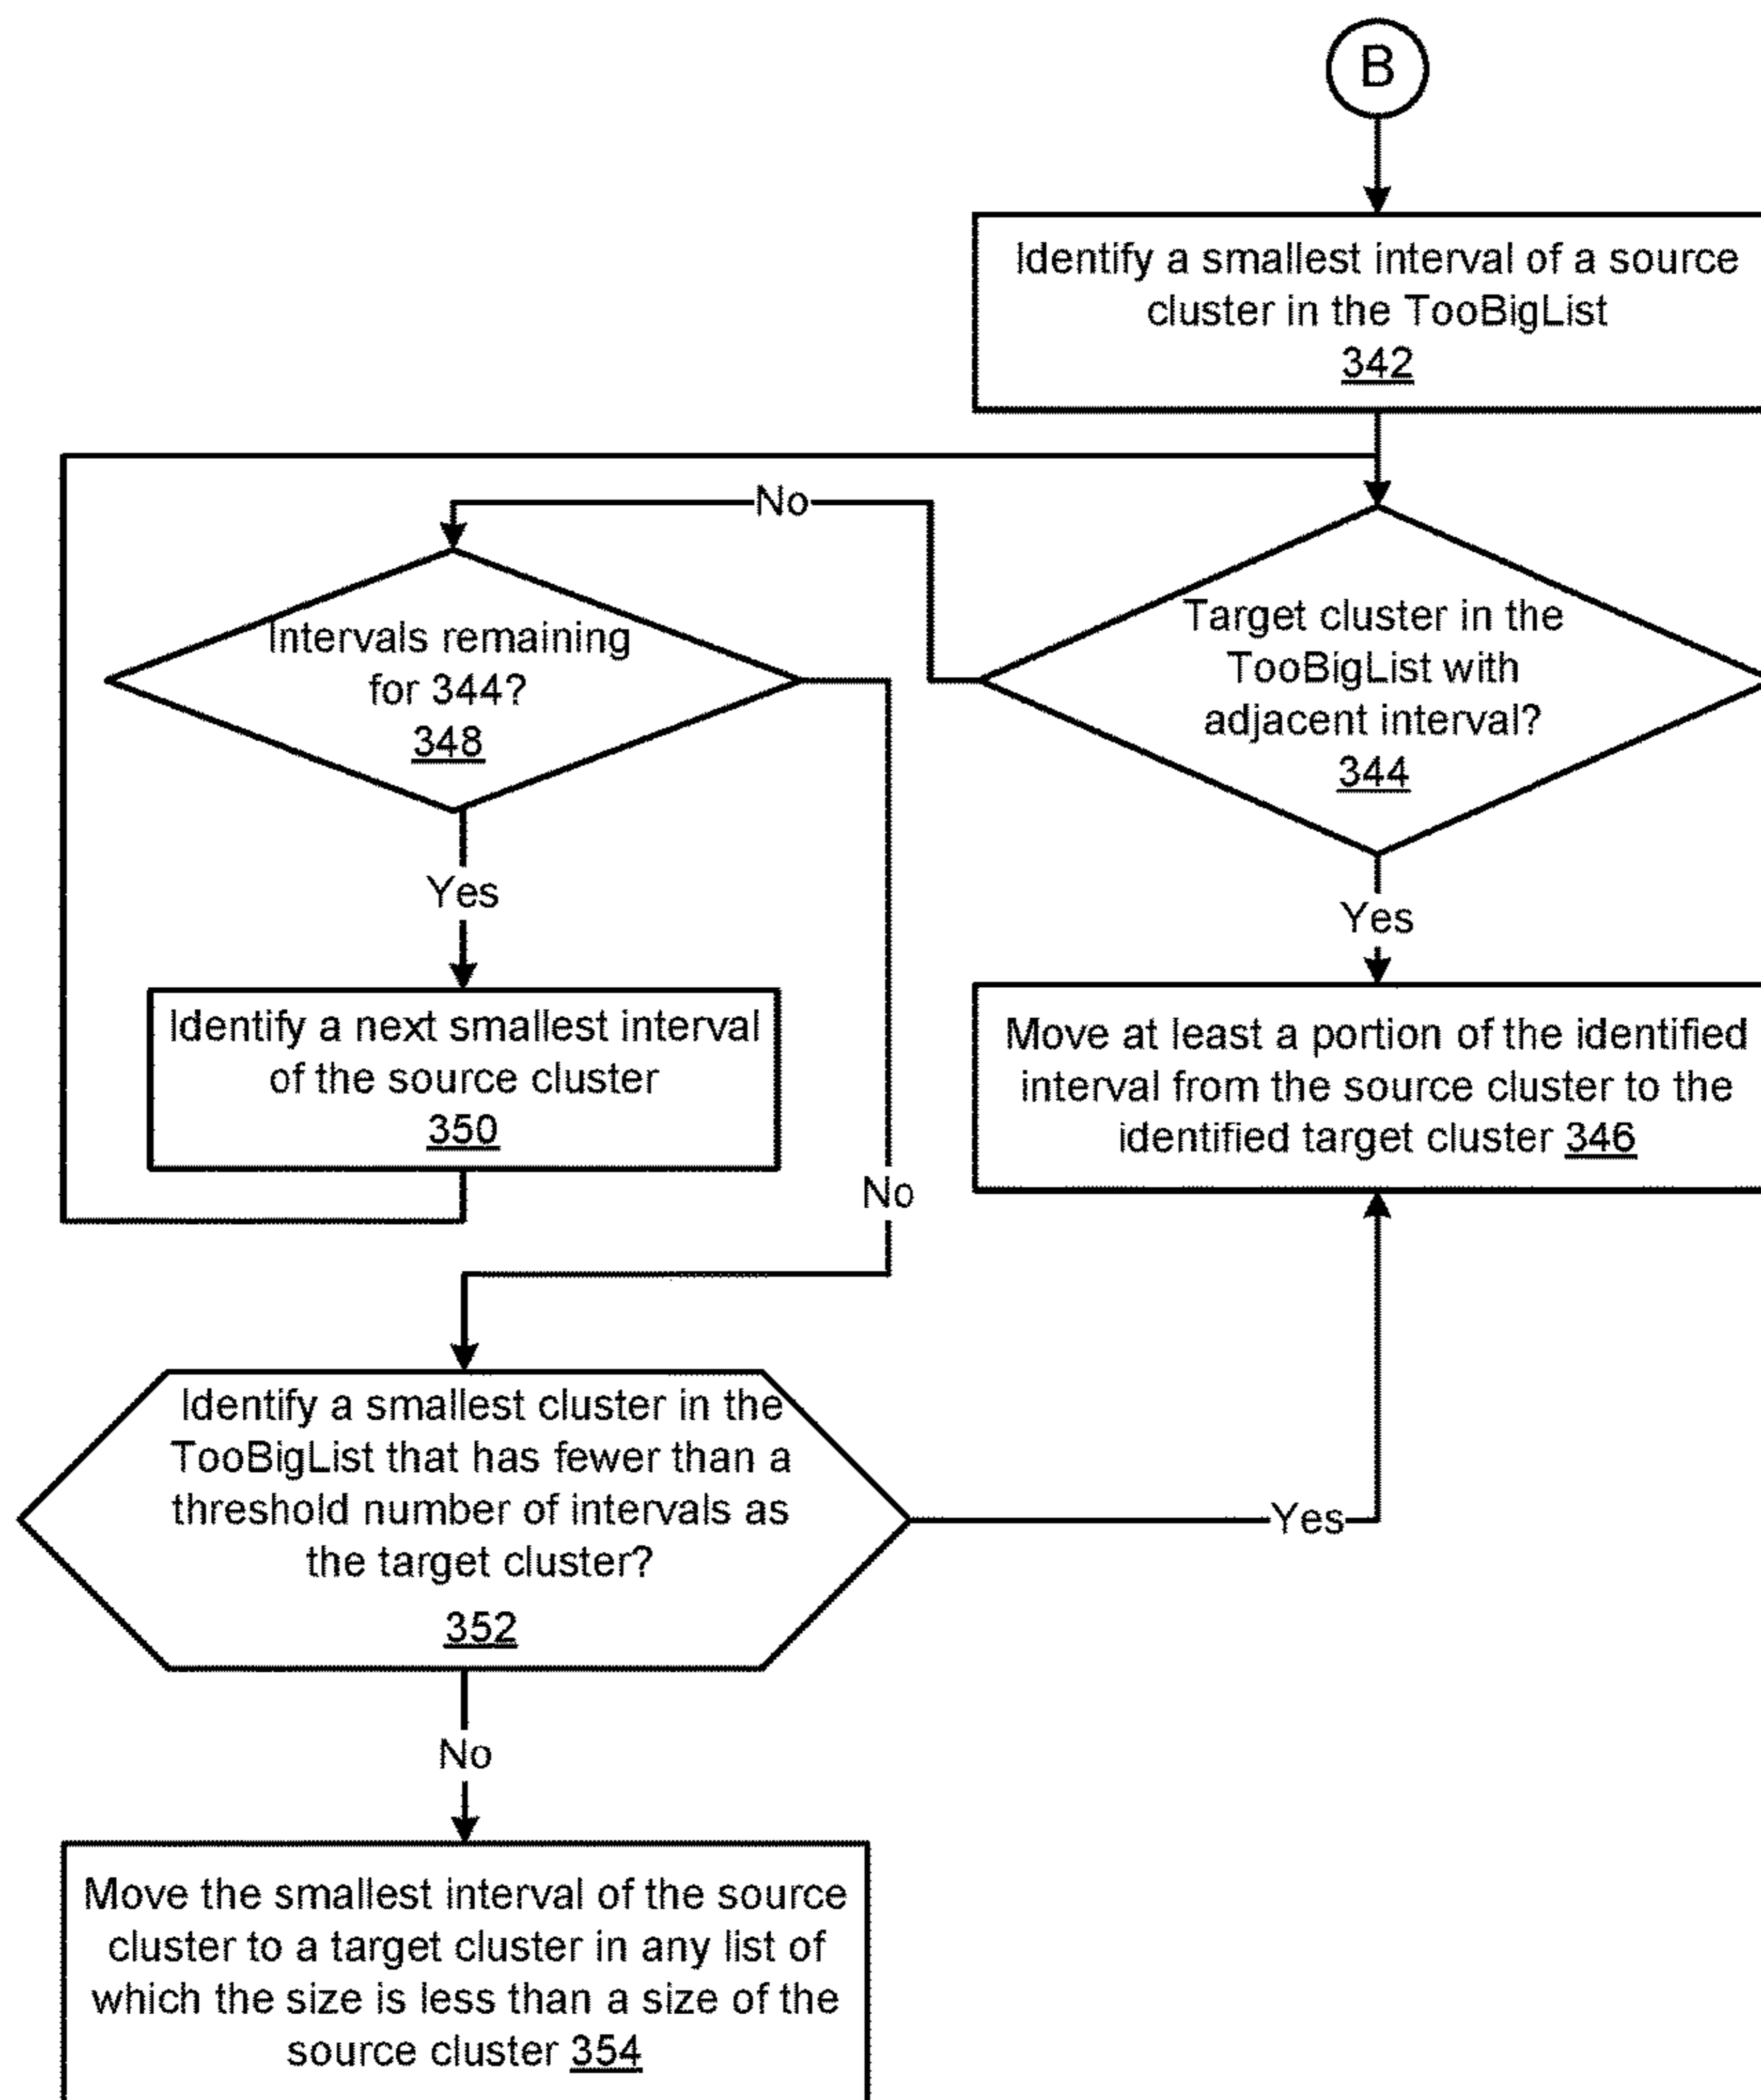 B
Identify a smallest interval of a source
cluster in the TooBigList
342
No
Target cluster in the
TooBigList with
adjacent interval?
344
Intervals remaining
for 344?
348
Yes
Yes
Identify a next smallest interval
of the source cluster
350
Move at least a portion of the identified
interval from the source cluster to the
identified target cluster 346
No
Identify a smallest cluster in the
TooBigList that has fewer than a
threshold number of intervals as
the target cluster?
352
Yes
No
Move the smallest interval of the source
cluster to a target cluster in any list of
which the size is less than a size of the
source cluster 354